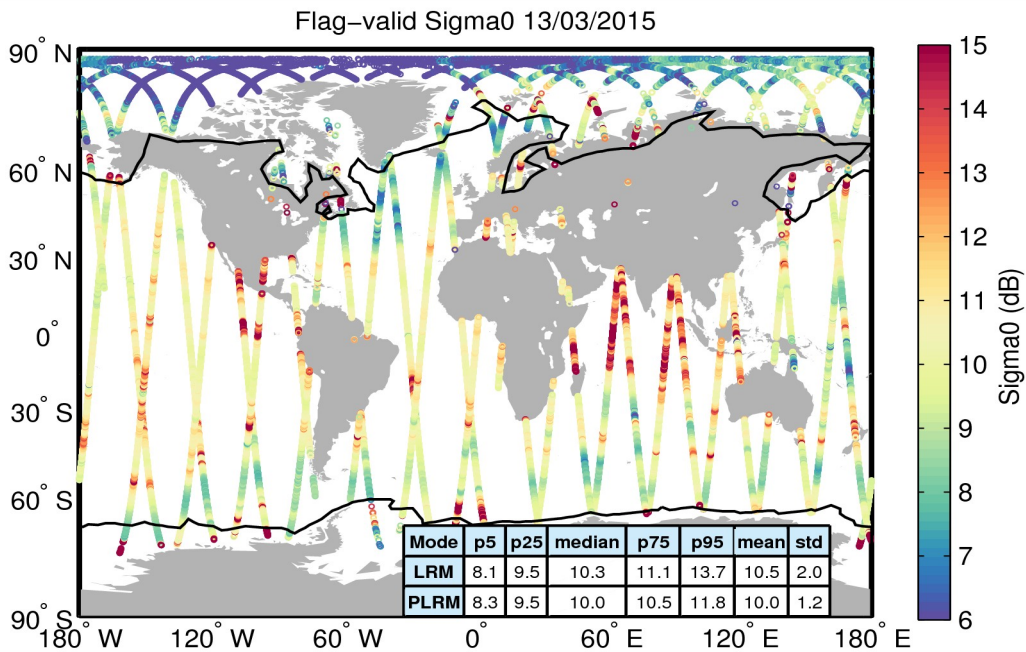 Flag−valid Sigma0 13/03/2015
90° N
60° N
30° N
0°
30° S
60° S
90° S
180° W
120° W
60° W
0°
60° E
120° E
180° E
Mode p5 p25 median p75 p95 mean std
LRM 8.1 9.5 10.3 11.1 13.7 10.5 2.0
PLRM 8.3 9.5 10.0 10.5 11.8 10.0 1.2
15
14
13
12
11
10
9
8
7
6
Sigma0 (dB)